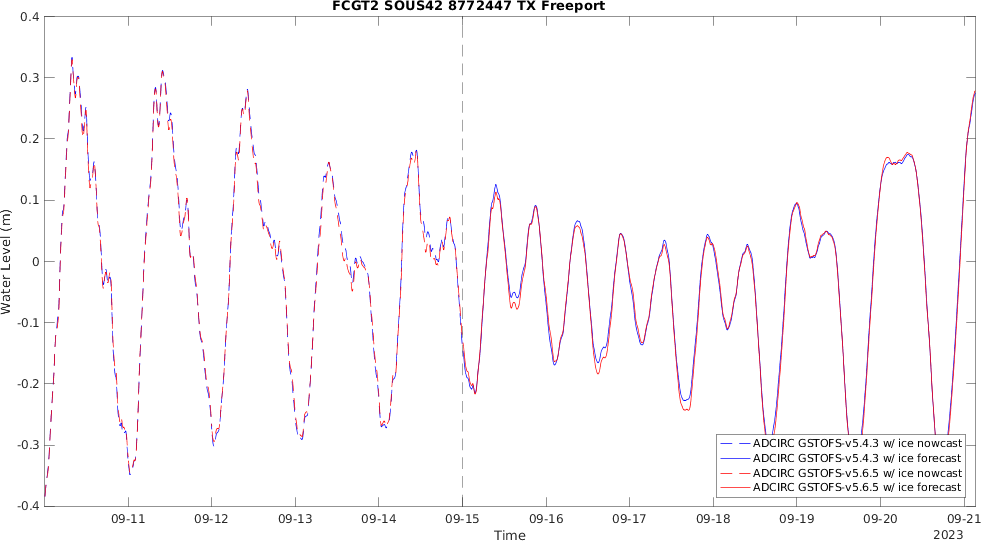 FCGT2 SOUS42 8772447 TX Freeport
0.4
0.3
0.2
0.1
0
-0.1
-0.2
-0.3
-0.4
Water Level (m)
ADCIRC GSTOFS-v5.4.3 w/ ice nowcast
ADCIRC GSTOFS-v5.4.3 w/ ice forecast
ADCIRC GSTOFS-v5.6.5 w/ ice nowcast
ADCIRC GSTOFS-v5.6.5 w/ ice forecast
09-11 09-12 09-13 09-14 09-15 09-16 09-17 09-18 09-19 09-20 09-21
2023
Time